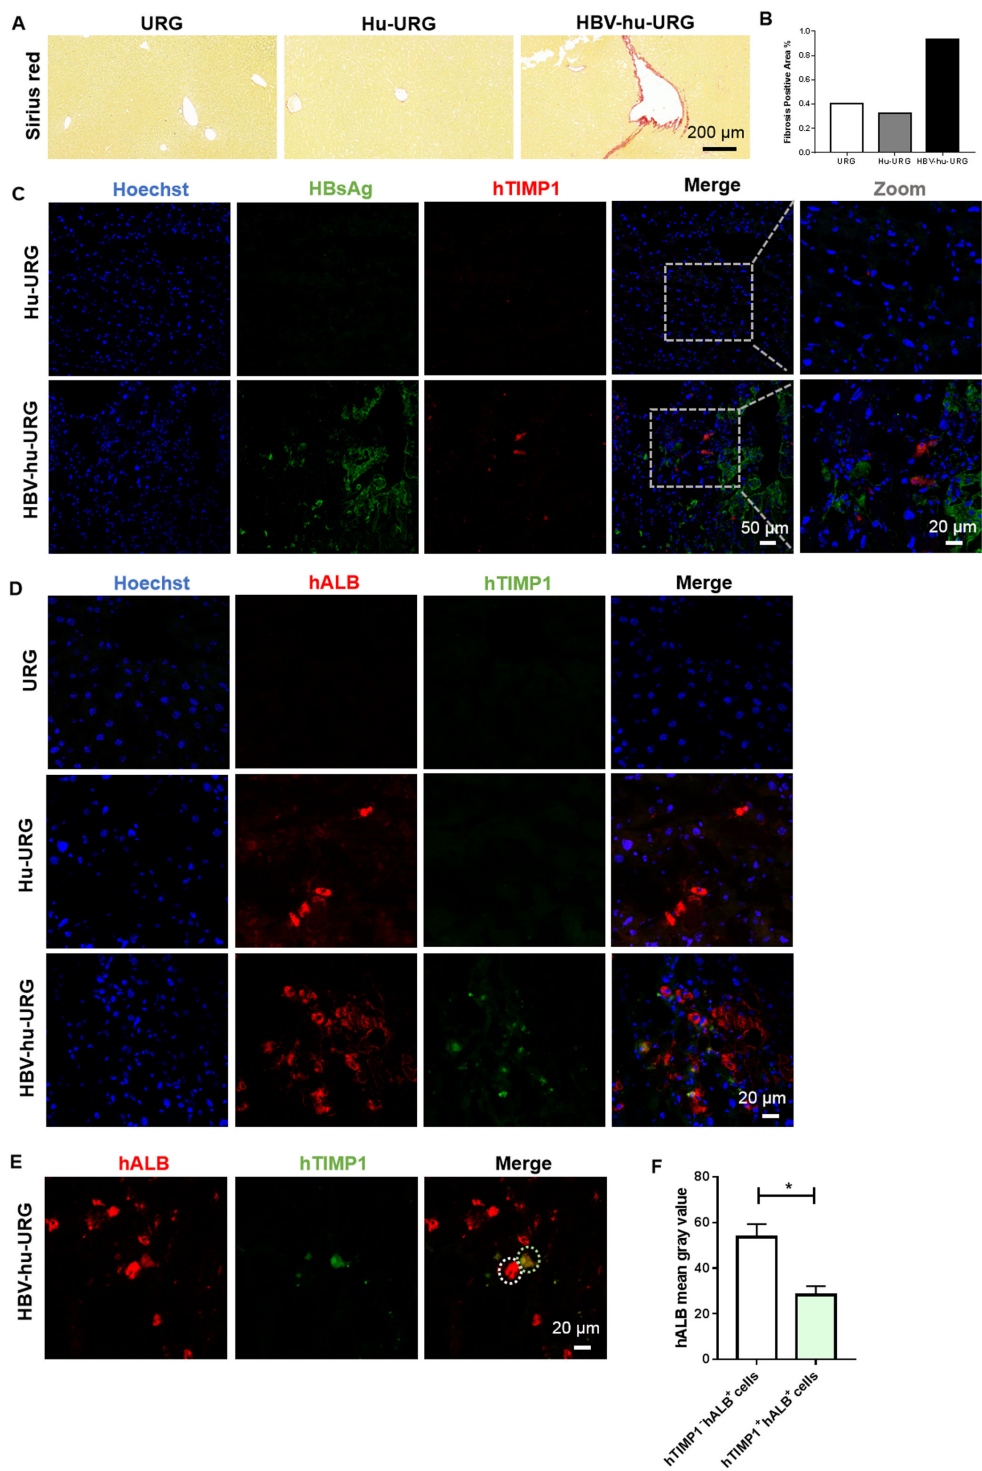 A
URG
Hu-URG
HBV-hu-URG
Sirius red
200 µm
B
Fibrosis Positive Area %
1.0
0.8
0.6
0.4
0.2
0.0
URG
Hu-URG
HBV-hu-URG
C
Hoechst
HBsAg
hTIMP1
Merge
Zoom
Hu-URG
HBV-hu-URG
50 µm
20 µm
D
Hoechst
hALB
hTIMP1
Merge
URG
Hu-URG
HBV-hu-URG
20 µm
E
hALB
hTIMP1
Merge
HBV-hu-URG
20 µm
F
hALB mean gray value
80
60
40
20
0
*
hTIMP1⁻hALB⁺ cells
hTIMP1⁺hALB⁺ cells